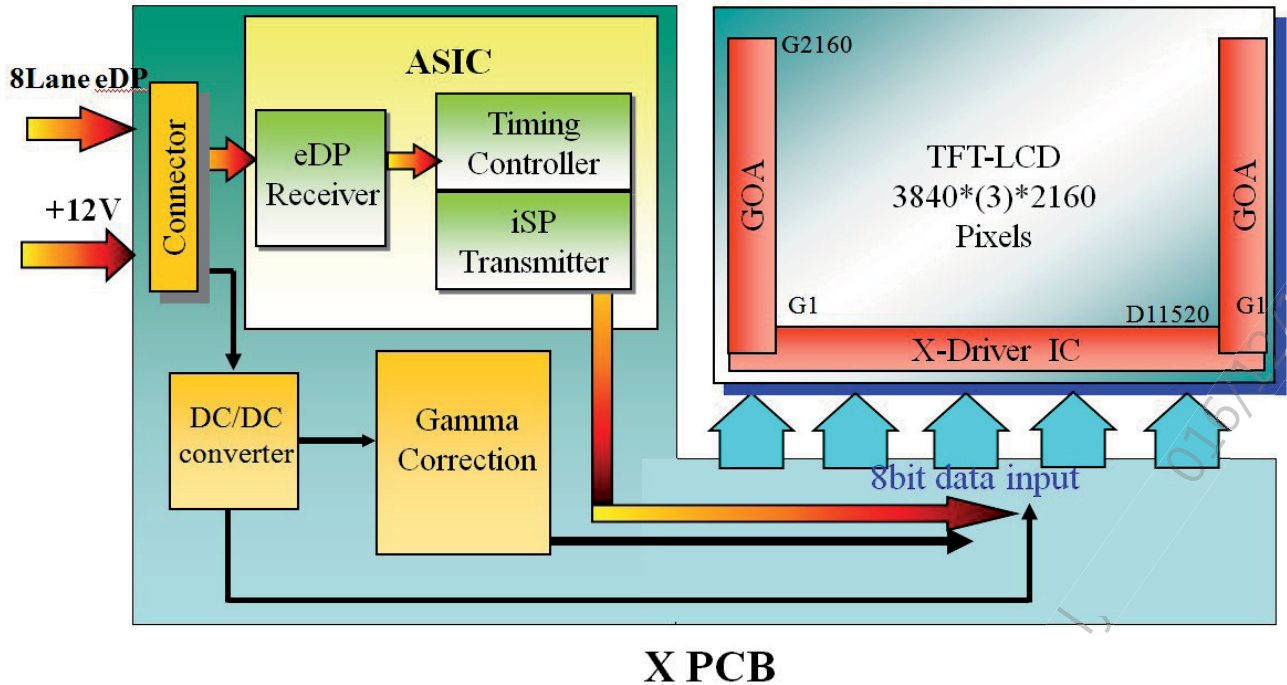 8Lane eDP
+12V
Connector
ASIC
eDP
Receiver
Timing
Controller
iSP
Transmitter
DC/DC
converter
Gamma
Correction
G2160
GOA
TFT-LCD
3840*(3)*2160
Pixels
GOA
G1
D11520
G1
X-Driver IC
8bit data input
X PCB